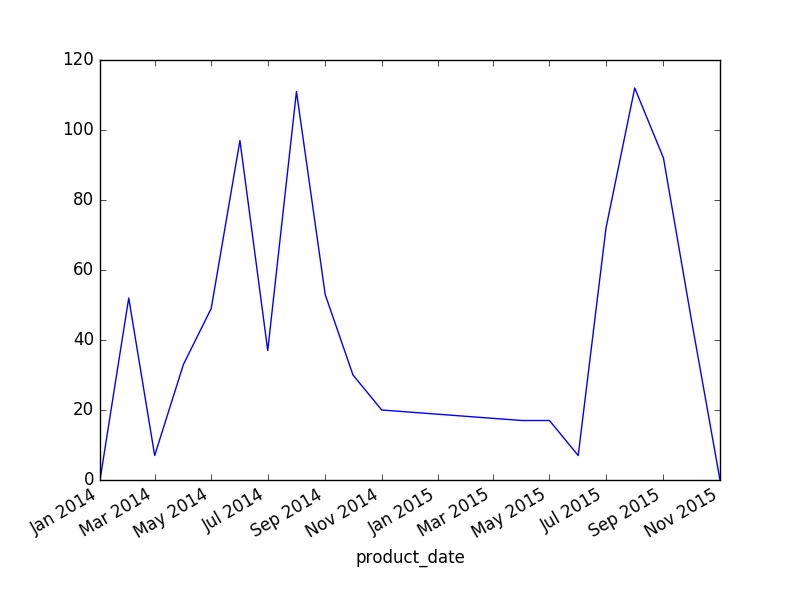 120
100
80
60
40
20
0
Jan 2014
Mar 2014
May 2014
Jul 2014
Sep 2014
Nov 2014
Jan 2015
Mar 2015
May 2015
Jul 2015
Sep 2015
Nov 2015
product_date